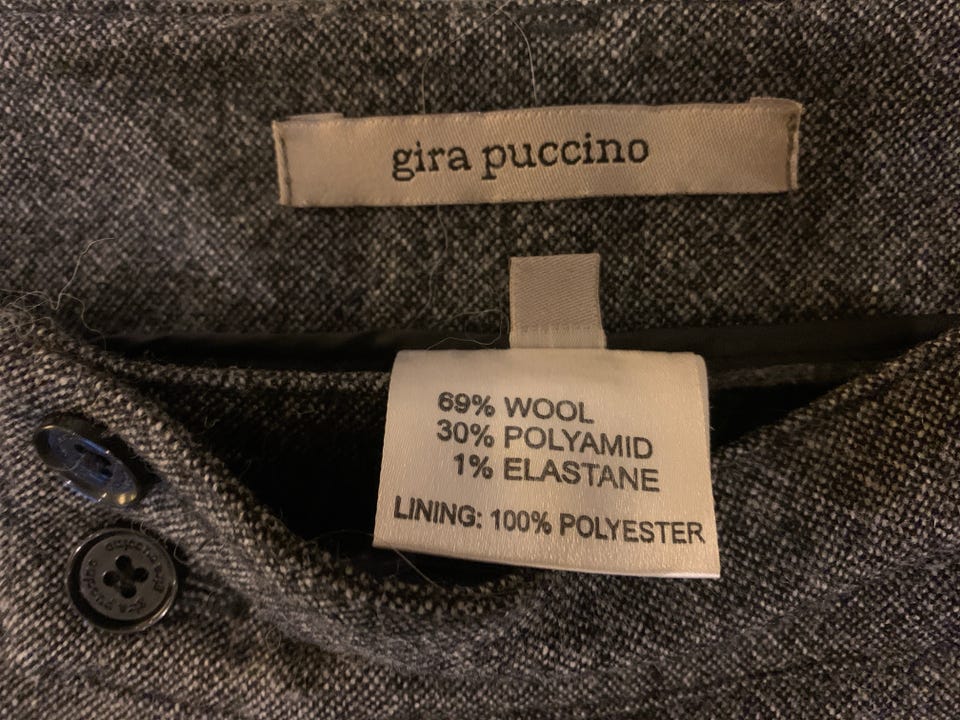 gira puccino
69% WOOL
30% POLYAMID
1% ELASTANE
LINING: 100% POLYESTER